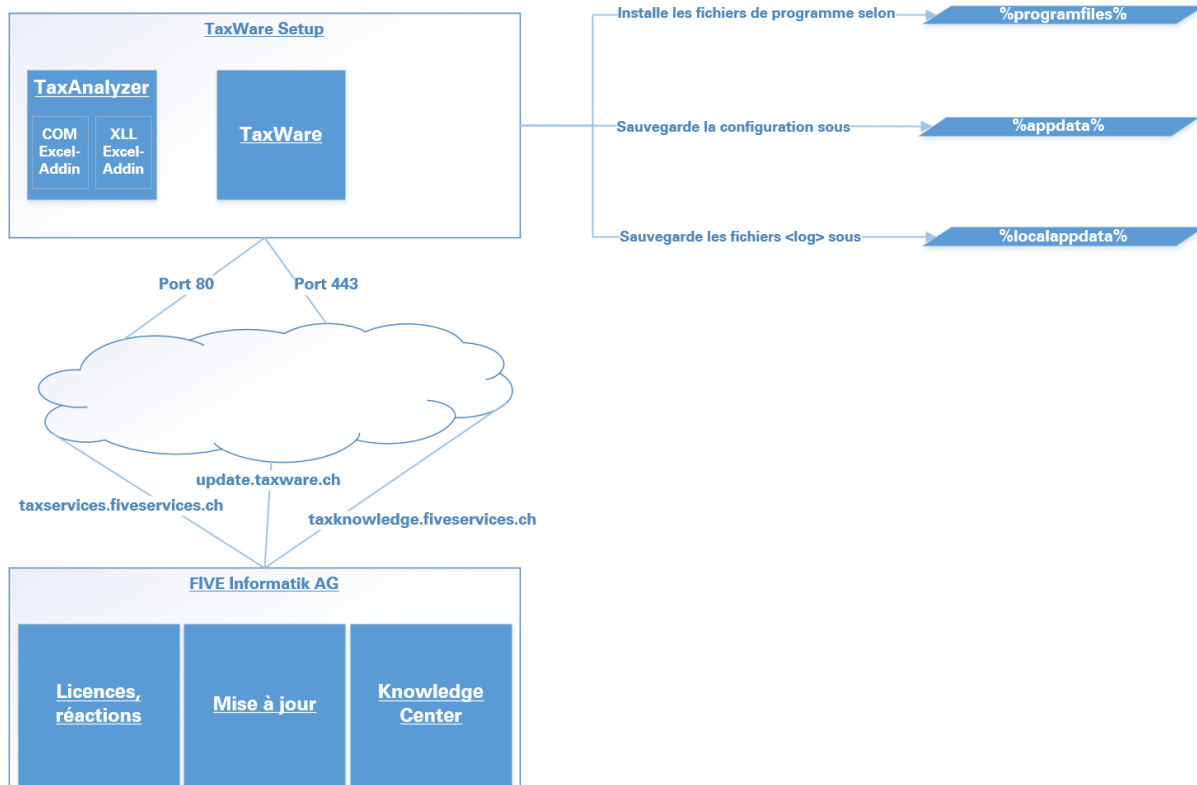 TaxWare Setup
TaxAnalyzer
COM
Excel-
Addin
XLL
Excel-
Addin
TaxWare
Installe les fichiers de programme selon
%programfiles%
Sauvegarde la configuration sous
%appdata%
Sauvegarde les fichiers <log> sous
%localappdata%
Port 80
Port 443
update.taxware.ch
taxservices.fiveservices.ch
taxknowledge.fiveservices.ch
FIVE Informatik AG
Licences,
réactions
Mise à jour
Knowledge
Center